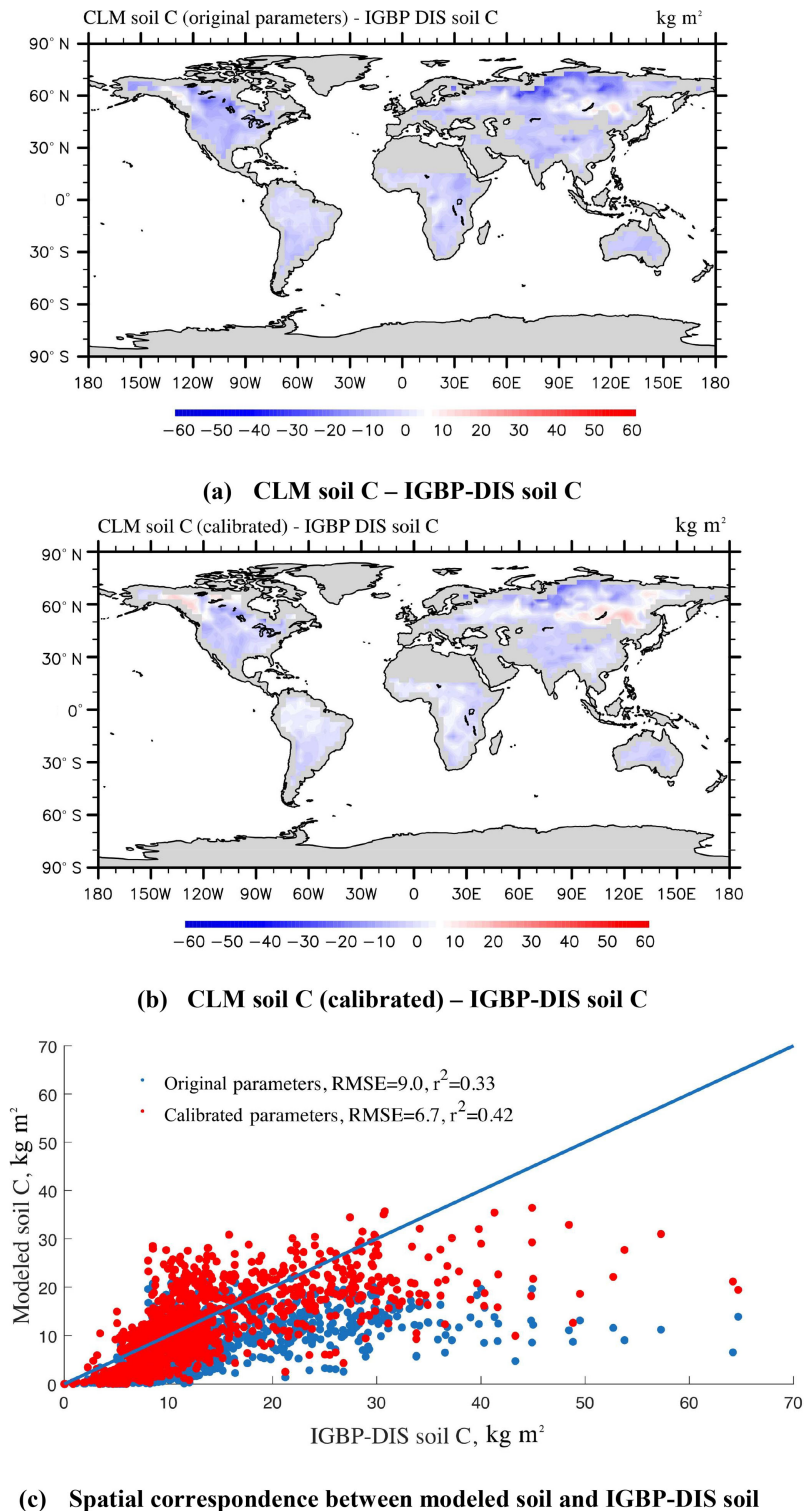 CLM soil C (original parameters) - IGBP DIS soil C kg m²
90° N
60° N
30° N
0°
30° S
60° S
90° S
180 150W 120W 90W 60W 30W 0 30E 60E 90E 120E 150E 180
-60 -50 -40 -30 -20 -10 0 10 20 30 40 50 60
(a) CLM soil C – IGBP-DIS soil C
CLM soil C (calibrated) - IGBP DIS soil C kg m²
90° N
60° N
30° N
0°
30° S
60° S
90° S
180 150W 120W 90W 60W 30W 0 30E 60E 90E 120E 150E 180
-60 -50 -40 -30 -20 -10 0 10 20 30 40 50 60
(b) CLM soil C (calibrated) – IGBP-DIS soil C
70
60
50
40
30
20
10
0
Modeled soil C, kg m²
Original parameters, RMSE=9.0, r²=0.33
Calibrated parameters, RMSE=6.7, r²=0.42
0 10 20 30 40 50 60 70
IGBP-DIS soil C, kg m²
(c) Spatial correspondence between modeled soil and IGBP-DIS soil